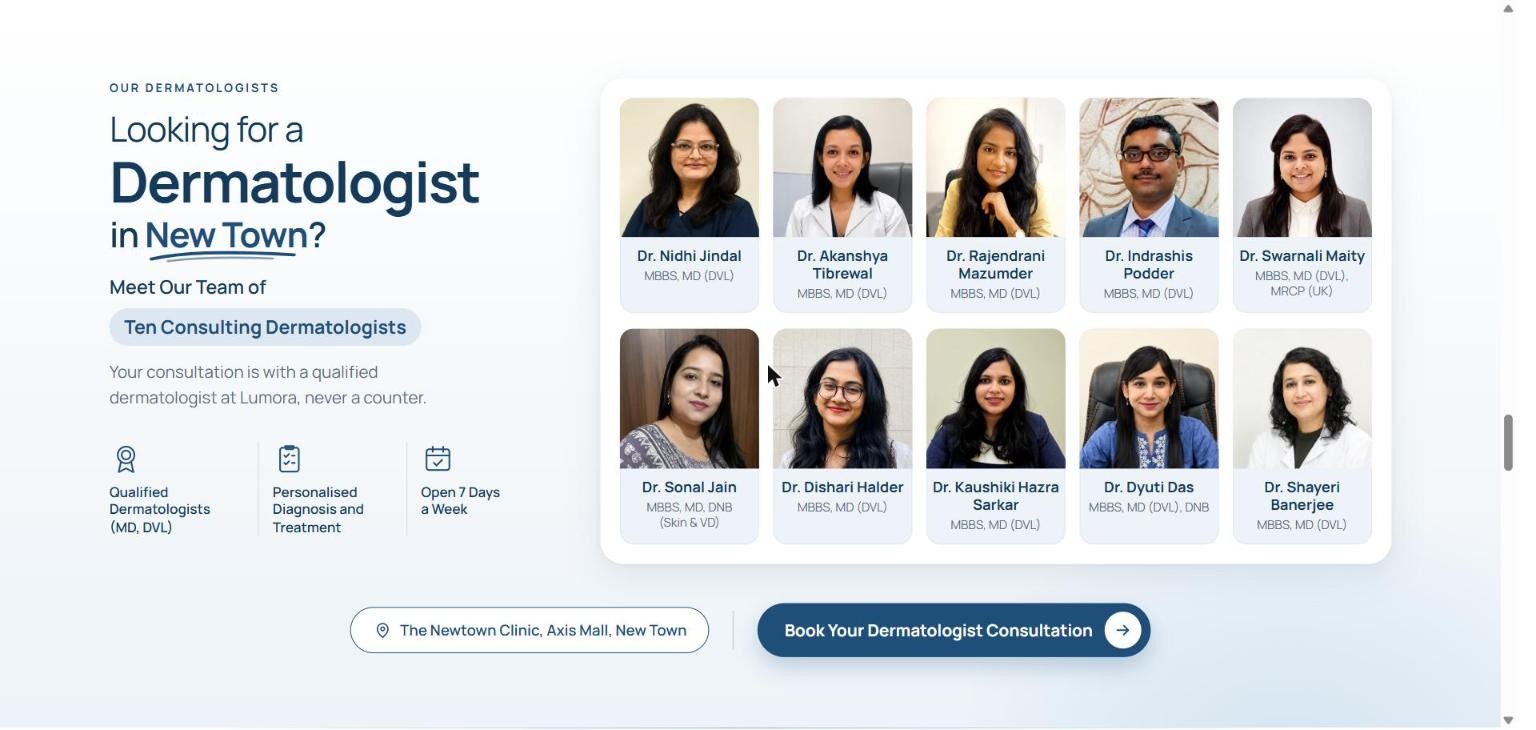 OUR DERMATOLOGISTS
Looking for a
Dermatologist
in New Town?
Meet Our Team of
Ten Consulting Dermatologists
Your consultation is with a qualified
dermatologist at Lumora, never a counter.
Qualified
Dermatologists
(MD, DVL)
Personalised
Diagnosis and
Treatment
Open 7 Days
a Week
Dr. Nidhi Jindal
MBBS, MD (DVL)
Dr. Akanshya
Tibrewal
MBBS, MD (DVL)
Dr. Rajendrani
Mazumder
MBBS, MD (DVL)
Dr. Indrashis
Podder
MBBS, MD (DVL)
Dr. Swarnali Maity
MBBS, MD (DVL),
MRCP (UK)
Dr. Sonal Jain
MBBS, MD, DNB
(Skin & VD)
Dr. Dishari Halder
MBBS, MD (DVL)
Dr. Kaushiki Hazra
Sarkar
MBBS, MD (DVL)
Dr. Dyuti Das
MBBS, MD (DVL), DNB
Dr. Shayeri
Banerjee
MBBS, MD (DVL)
The Newtown Clinic, Axis Mall, New Town
Book Your Dermatologist Consultation